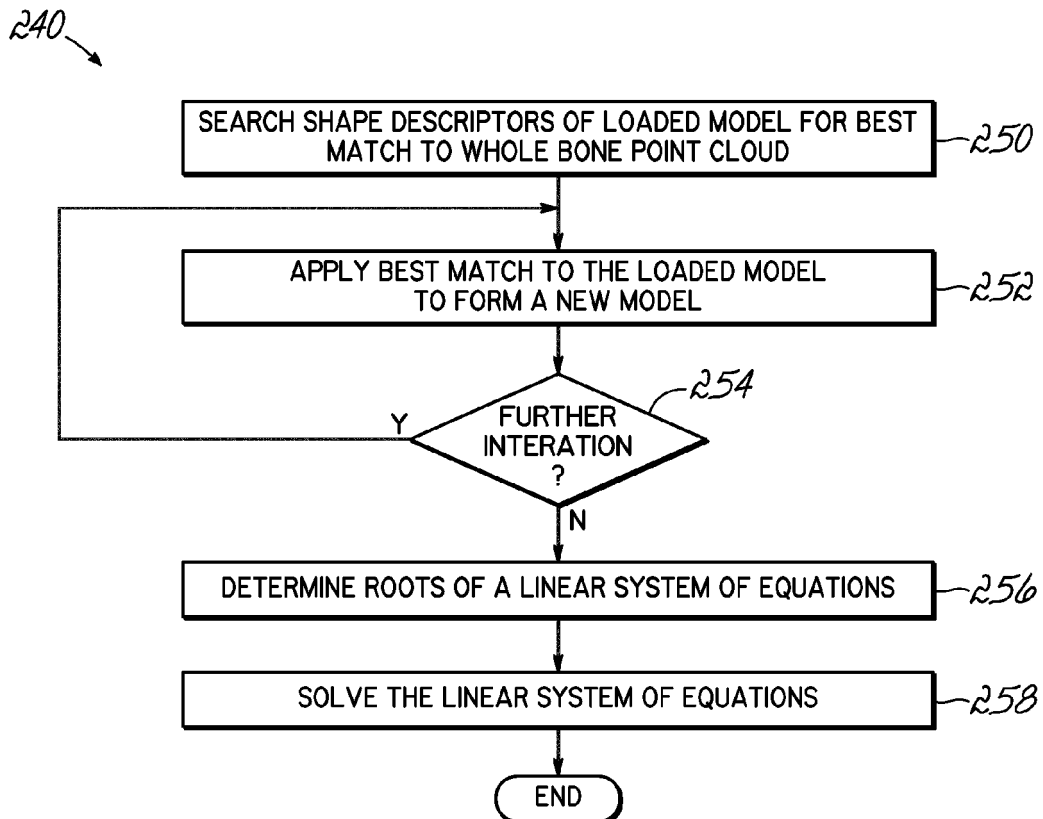 240
SEARCH SHAPE DESCRIPTORS OF LOADED MODEL FOR BEST
MATCH TO WHOLE BONE POINT CLOUD
250
APPLY BEST MATCH TO THE LOADED MODEL
TO FORM A NEW MODEL
252
254
Y
FURTHER
INTERATION
?
N
DETERMINE ROOTS OF A LINEAR SYSTEM OF EQUATIONS
256
SOLVE THE LINEAR SYSTEM OF EQUATIONS
258
END